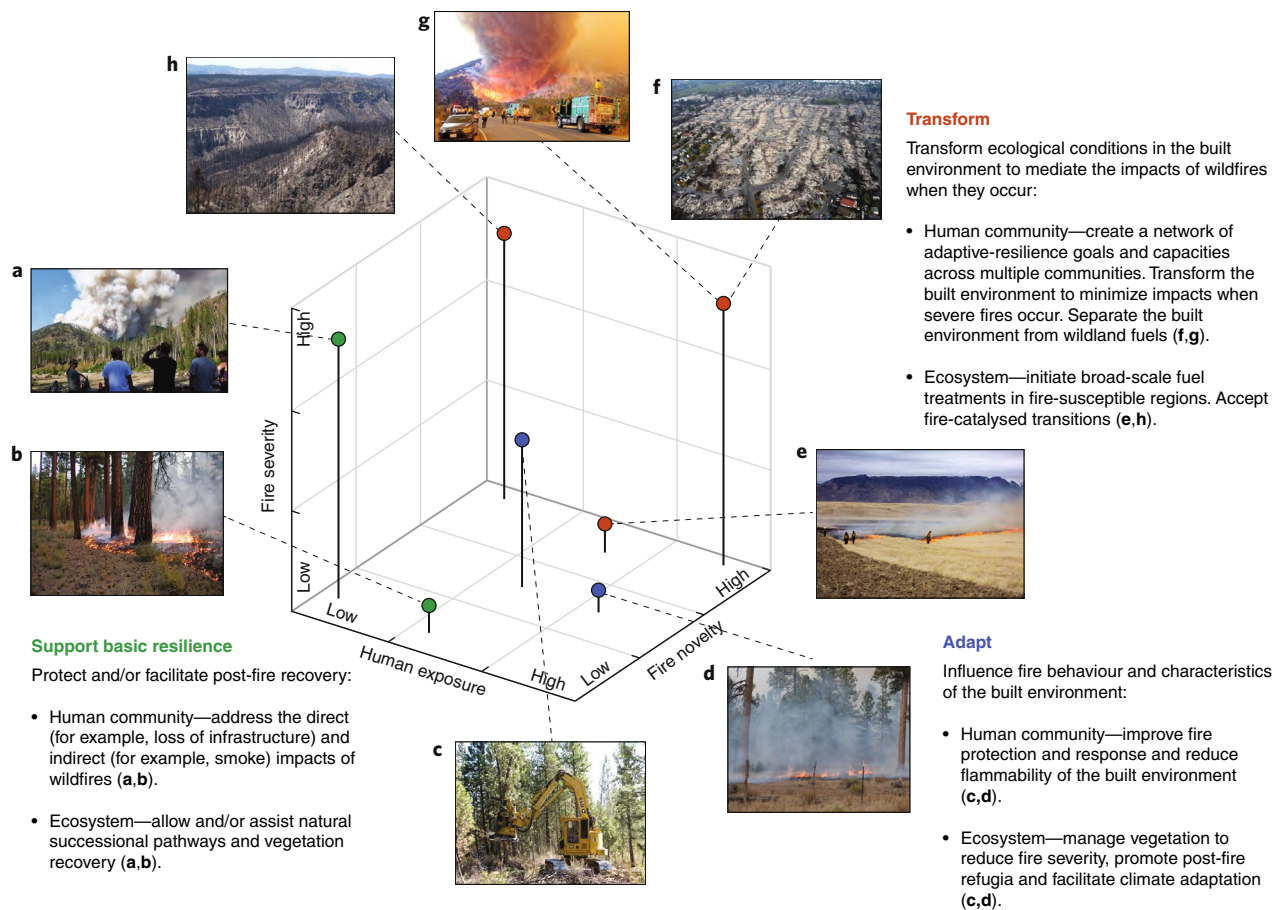 g
h
f
Transform
Transform ecological conditions in the built
environment to mediate the impacts of wildfires
when they occur:
• Human community—create a network of
adaptive-resilience goals and capacities
across multiple communities. Transform the
built environment to minimize impacts when
severe fires occur. Separate the built
environment from wildland fuels (f,g).
• Ecosystem—initiate broad-scale fuel
treatments in fire-susceptible regions. Accept
fire-catalysed transitions (e,h).
a
High
Fire severity
Low
b
e
Low
Human exposure
High
Low
Fire novelty
High
Support basic resilience
Protect and/or facilitate post-fire recovery:
• Human community—address the direct
(for example, loss of infrastructure) and
indirect (for example, smoke) impacts of
wildfires (a,b).
• Ecosystem—allow and/or assist natural
successional pathways and vegetation
recovery (a,b).
c
d
Adapt
Influence fire behaviour and characteristics
of the built environment:
• Human community—improve fire
protection and response and reduce
flammability of the built environment
(c,d).
• Ecosystem—manage vegetation to
reduce fire severity, promote post-fire
refugia and facilitate climate adaptation
(c,d).